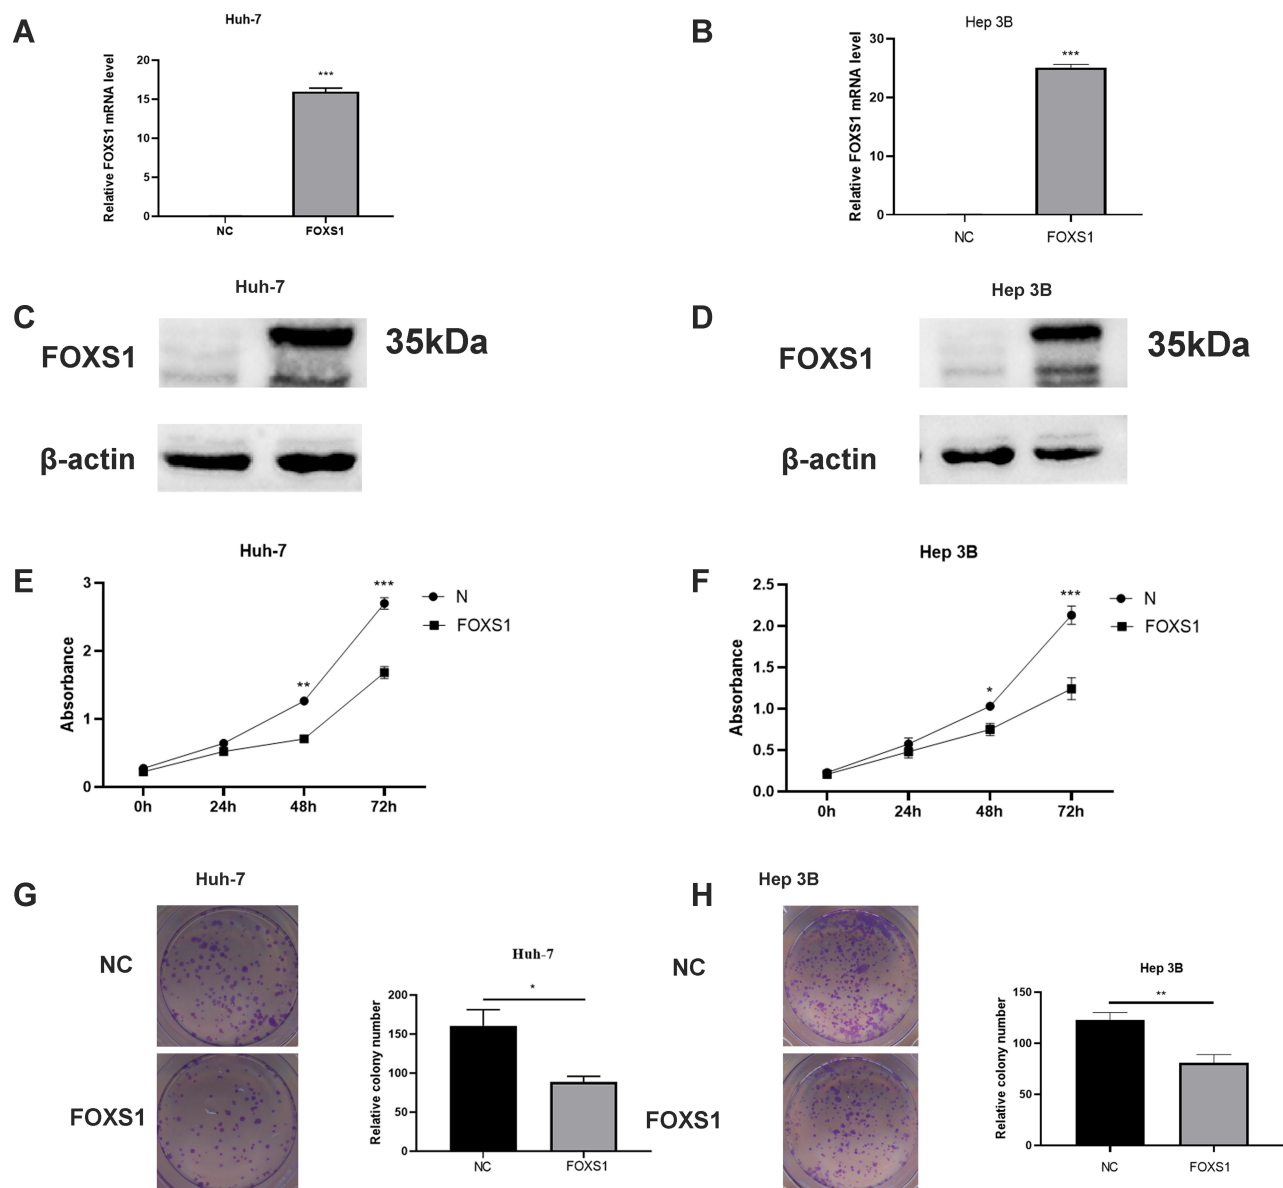 A
Huh-7
Relative FOXS1 mRNA level
20
15
10
5
0
***
NC
FOXS1
B
Hep 3B
Relative FOXS1 mRNA level
30
20
10
0
***
NC
FOXS1
C
Huh-7
FOXS1
35kDa
β-actin
D
Hep 3B
FOXS1
35kDa
β-actin
E
Huh-7
Absorbance
3
2
1
0
**
***
0h
24h
48h
72h
N
FOXS1
F
Hep 3B
Absorbance
2.5
2.0
1.5
1.0
0.5
0.0
*
***
0h
24h
48h
72h
N
FOXS1
G
Huh-7
NC
FOXS1
Huh-7
Relative colony number
200
150
100
50
0
*
NC
FOXS1
H
Hep 3B
NC
FOXS1
Hep 3B
Relative colony number
150
100
50
0
**
NC
FOXS1